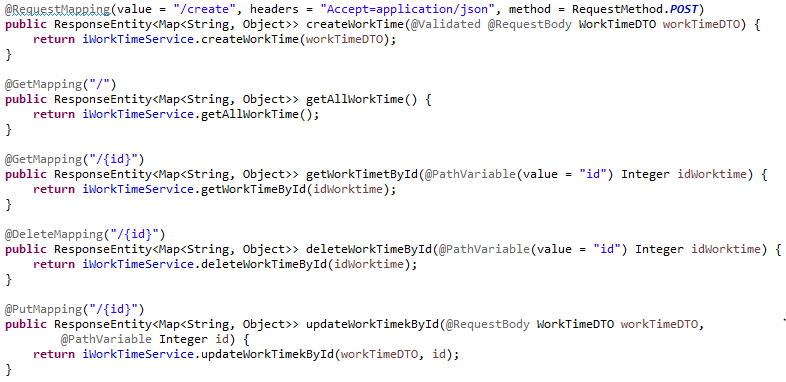 @RequestMapping(value = "/create", headers = "Accept=application/json", method = RequestMethod.POST)
public ResponseEntity<Map<String, Object>> createWorkTime(@Validated @RequestBody WorkTimeDTO workTimeDTO) {
    return iWorkTimeService.createWorkTime(workTimeDTO);
}

@GetMapping("/")
public ResponseEntity<Map<String, Object>> getAllWorkTime() {
    return iWorkTimeService.getAllWorkTime();
}

@GetMapping("/{id}")
public ResponseEntity<Map<String, Object>> getWorkTimetById(@PathVariable(value = "id") Integer idWorktime) {
    return iWorkTimeService.getWorkTimeById(idWorktime);
}

@DeleteMapping("/{id}")
public ResponseEntity<Map<String, Object>> deleteWorkTimeById(@PathVariable(value = "id") Integer idWorktime) {
    return iWorkTimeService.deleteWorkTimeById(idWorktime);
}

@PutMapping("/{id}")
public ResponseEntity<Map<String, Object>> updateWorkTimekById(@RequestBody WorkTimeDTO workTimeDTO,
        @PathVariable Integer id) {
    return iWorkTimeService.updateWorkTimekById(workTimeDTO, id);
}